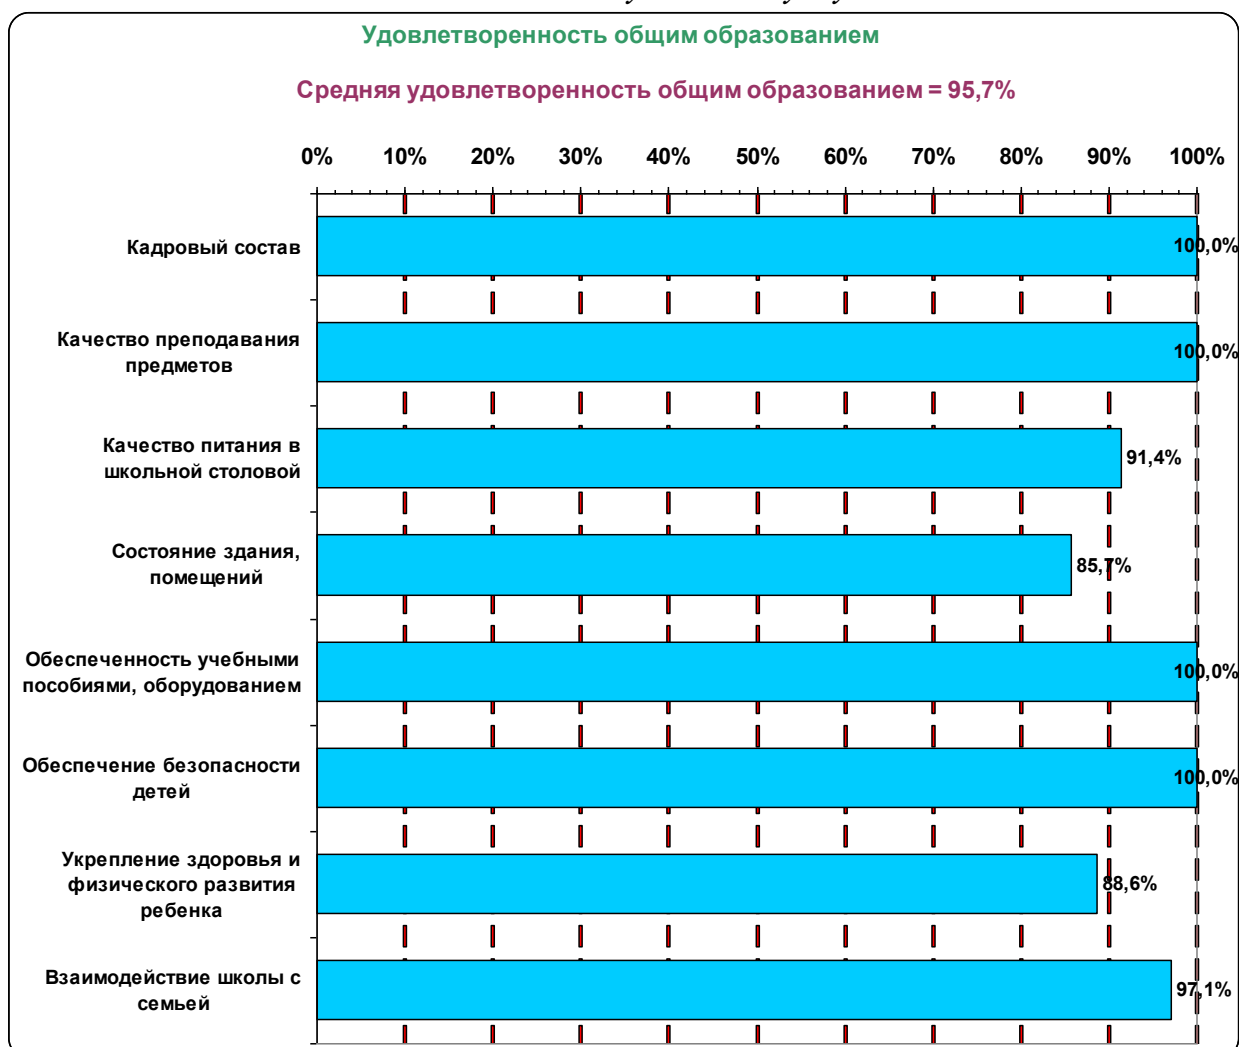 Удовлетворенность общим образованием
Средняя удовлетворенность общим образованием = 95,7%
0% 10% 20% 30% 40% 50% 60% 70% 80% 90% 100%
Кадровый состав
100,0%
Качество преподавания
предметов
100,0%
Качество питания в
школьной столовой
91,4%
Состояние здания,
помещений
85,7%
Обеспеченность учебными
пособиями, оборудованием
100,0%
Обеспечение безопасности
детей
100,0%
Укрепление здоровья и
физического развития
ребенка
88,6%
Взаимодействие школы с
семьей
97,1%